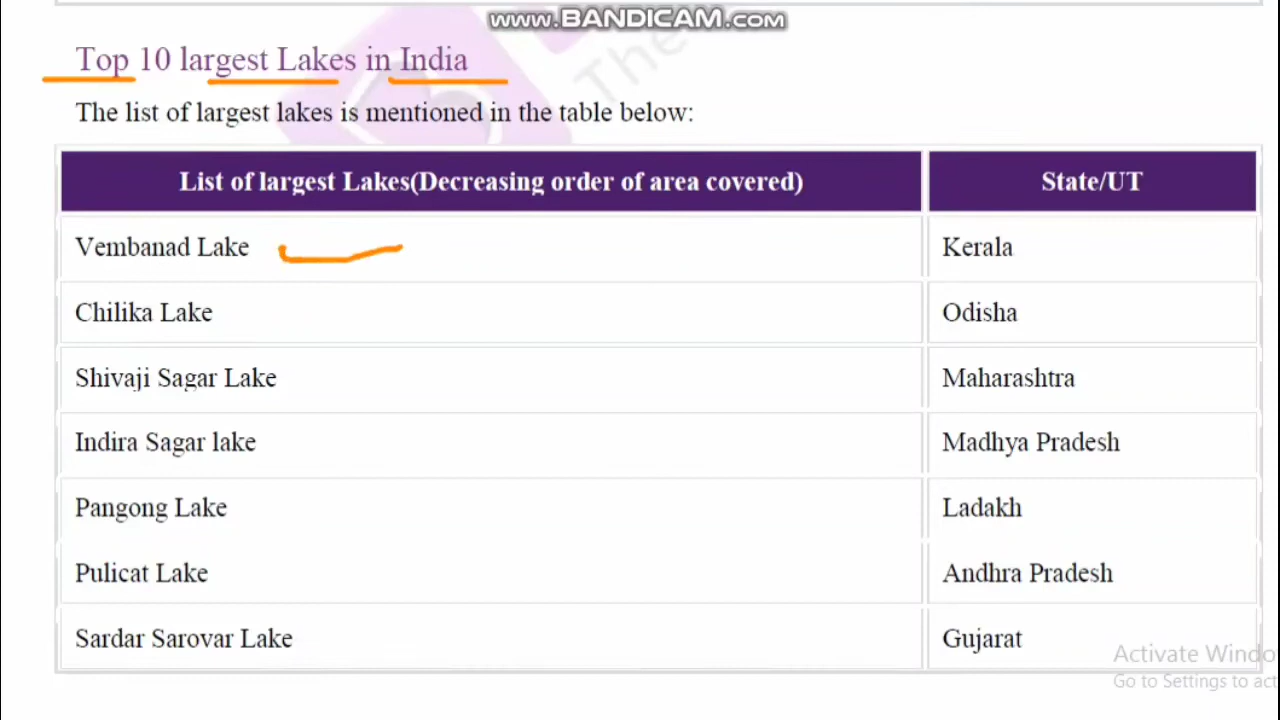 www.BANDICAM.com
Top 10 largest Lakes in India
The
The list of largest lakes is mentioned in the table below:
List of largest Lakes(Decreasing order of area covered) State/UT
Vembanad Lake Kerala
Chilika Lake Odisha
Shivaji Sagar Lake Maharashtra
Indira Sagar lake Madhya Pradesh
Pangong Lake Ladakh
Pulicat Lake Andhra Pradesh
Sardar Sarovar Lake Gujarat
Activate Windo
Go to Settings to act